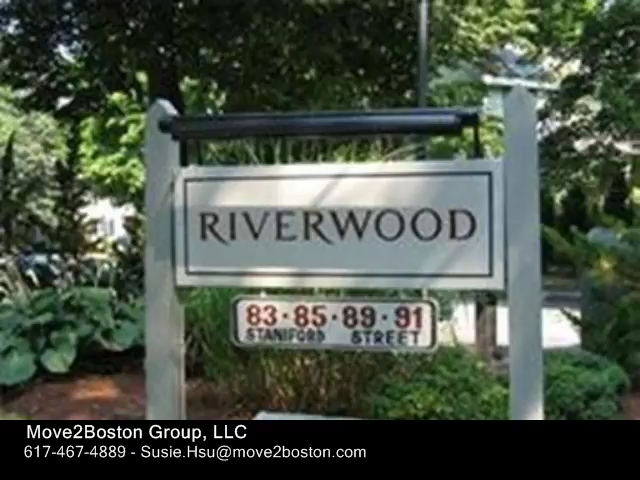 RIVERWOOD
83·85·89·91
STANIFORD STREET
Move2Boston Group, LLC
617-467-4889 - Susie.Hsu@move2boston.com